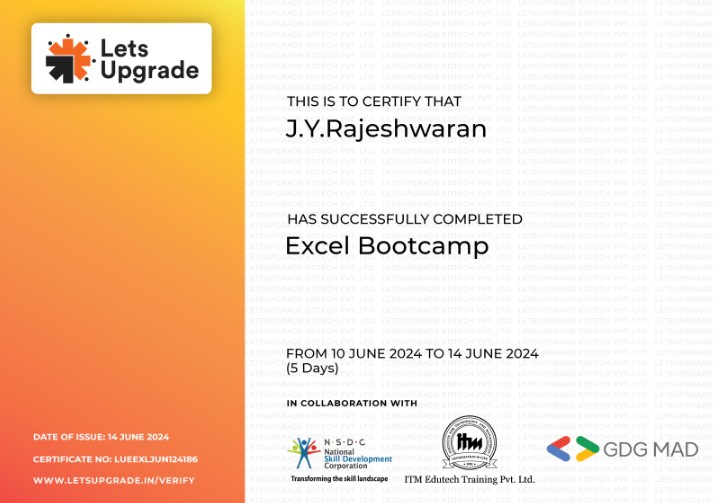 Lets
Upgrade
THIS IS TO CERTIFY THAT
J.Y.Rajeshwaran
HAS SUCCESSFULLY COMPLETED
Excel Bootcamp
FROM 10 JUNE 2024 TO 14 JUNE 2024
(5 Days)
IN COLLABORATION WITH
DATE OF ISSUE: 14 JUNE 2024
CERTIFICATE NO: LUEEXLJUN124186
WWW.LETSUPGRADE.IN/VERIFY
N·S·D·C
National
Skill Development
Corporation
Transforming the skill landscape
itm
ITM Edutech Training Pvt. Ltd.
GDG MAD